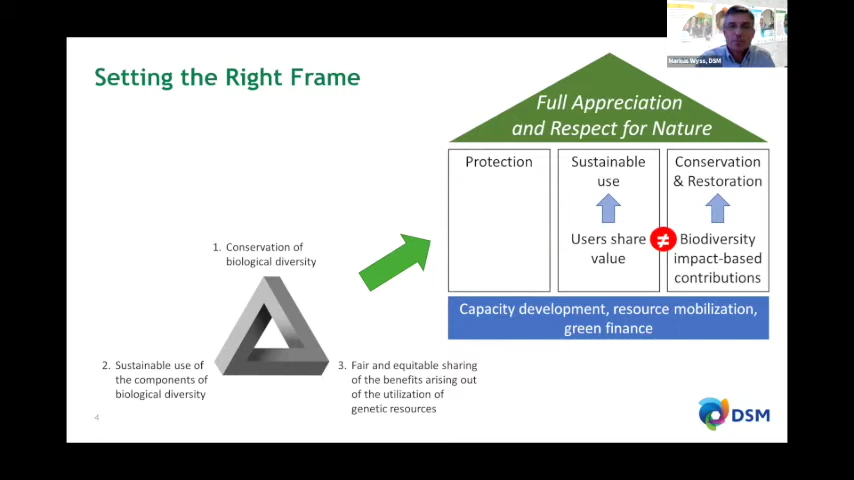 Markus Wyss, DSM
Setting the Right Frame
Full Appreciation
and Respect for Nature
Protection
Sustainable
use
Users share
value
≠
Conservation
& Restoration
Biodiversity
impact-based
contributions
Capacity development, resource mobilization,
green finance
1. Conservation of
biological diversity
2. Sustainable use of
the components of
biological diversity
3. Fair and equitable sharing
of the benefits arising out
of the utilization of
genetic resources
4
DSM